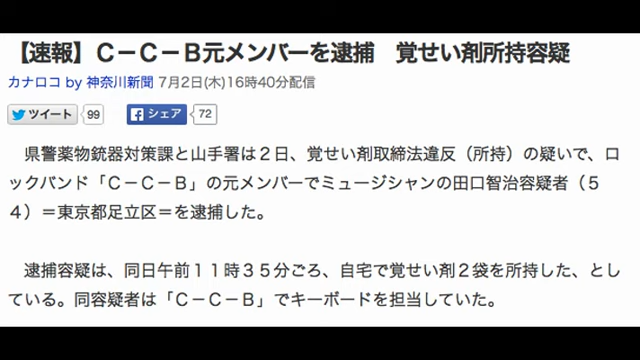 【速報】Ｃ－Ｃ－Ｂ元メンバーを逮捕　覚せい剤所持容疑
カナロコ by 神奈川新聞 7月2日(木)16時40分配信
ツイート 99 シェア 72
　県警薬物銃器対策課と山手署は２日、覚せい剤取締法違反（所持）の疑いで、ロ
ックバンド「Ｃ－Ｃ－Ｂ」の元メンバーでミュージシャンの田口智治容疑者（５
４）＝東京都足立区＝を逮捕した。
　逮捕容疑は、同日午前１１時３５分ごろ、自宅で覚せい剤２袋を所持した、とし
ている。同容疑者は「Ｃ－Ｃ－Ｂ」でキーボードを担当していた。